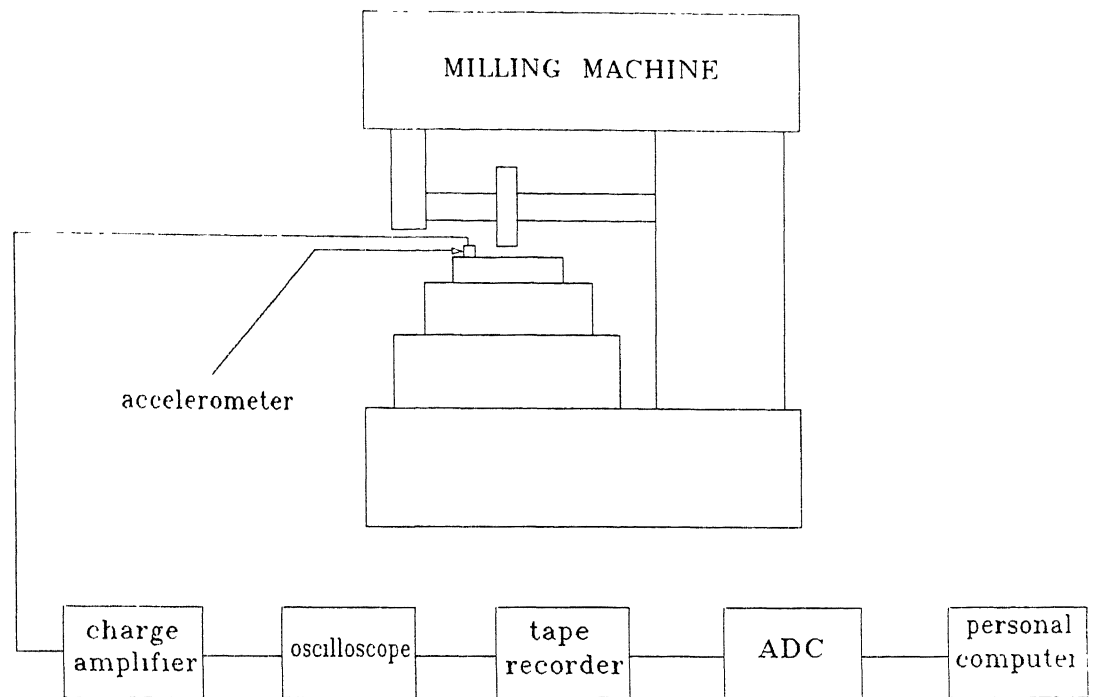 MILLING MACHINE
accelerometer
charge
amplifier
oscilloscope
tape
recorder
ADC
personal
computer